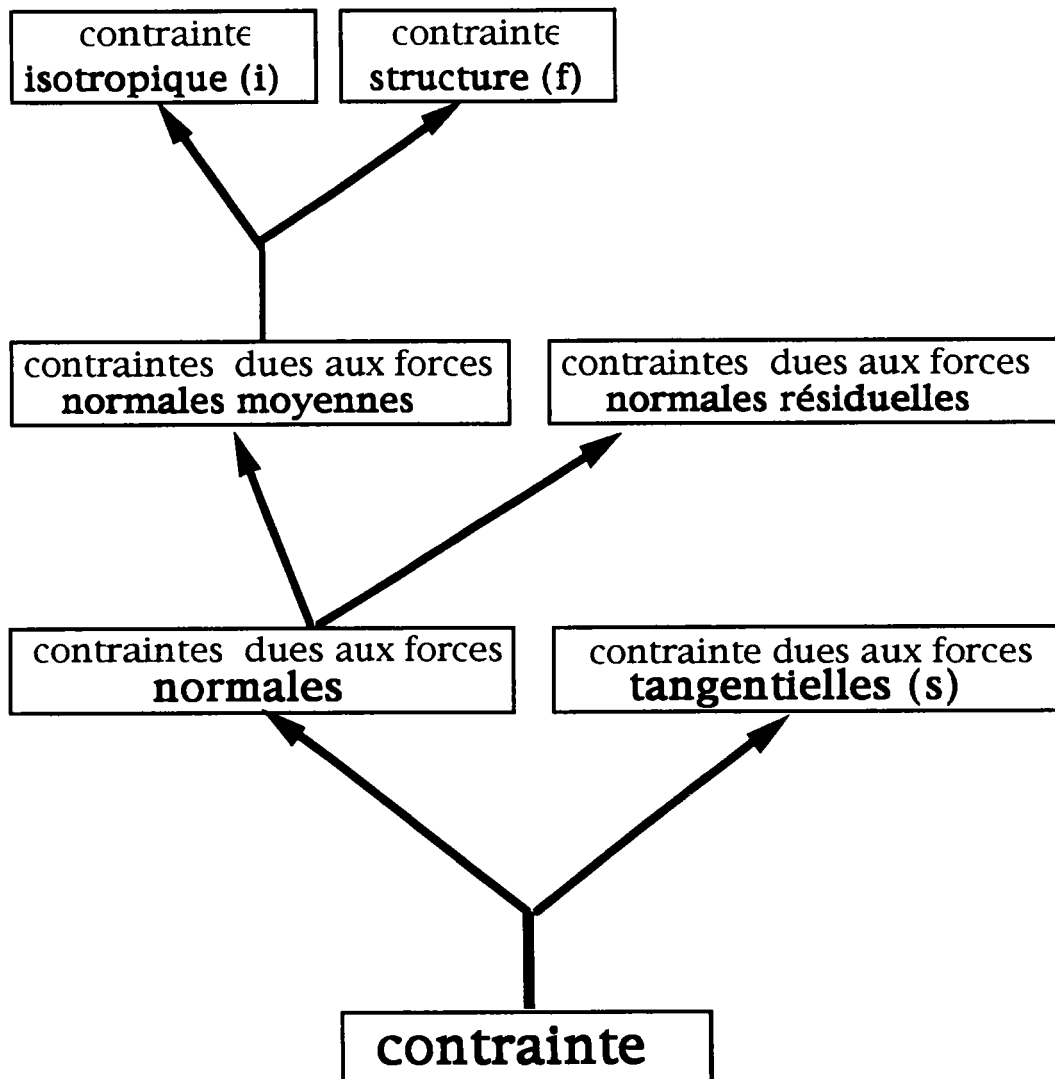 contrainte
isotropique (i)
contrainte
structure (f)
contraintes dues aux forces
normales moyennes
contraintes dues aux forces
normales résiduelles
contraintes dues aux forces
normales
contrainte dues aux forces
tangentielles (s)
contrainte